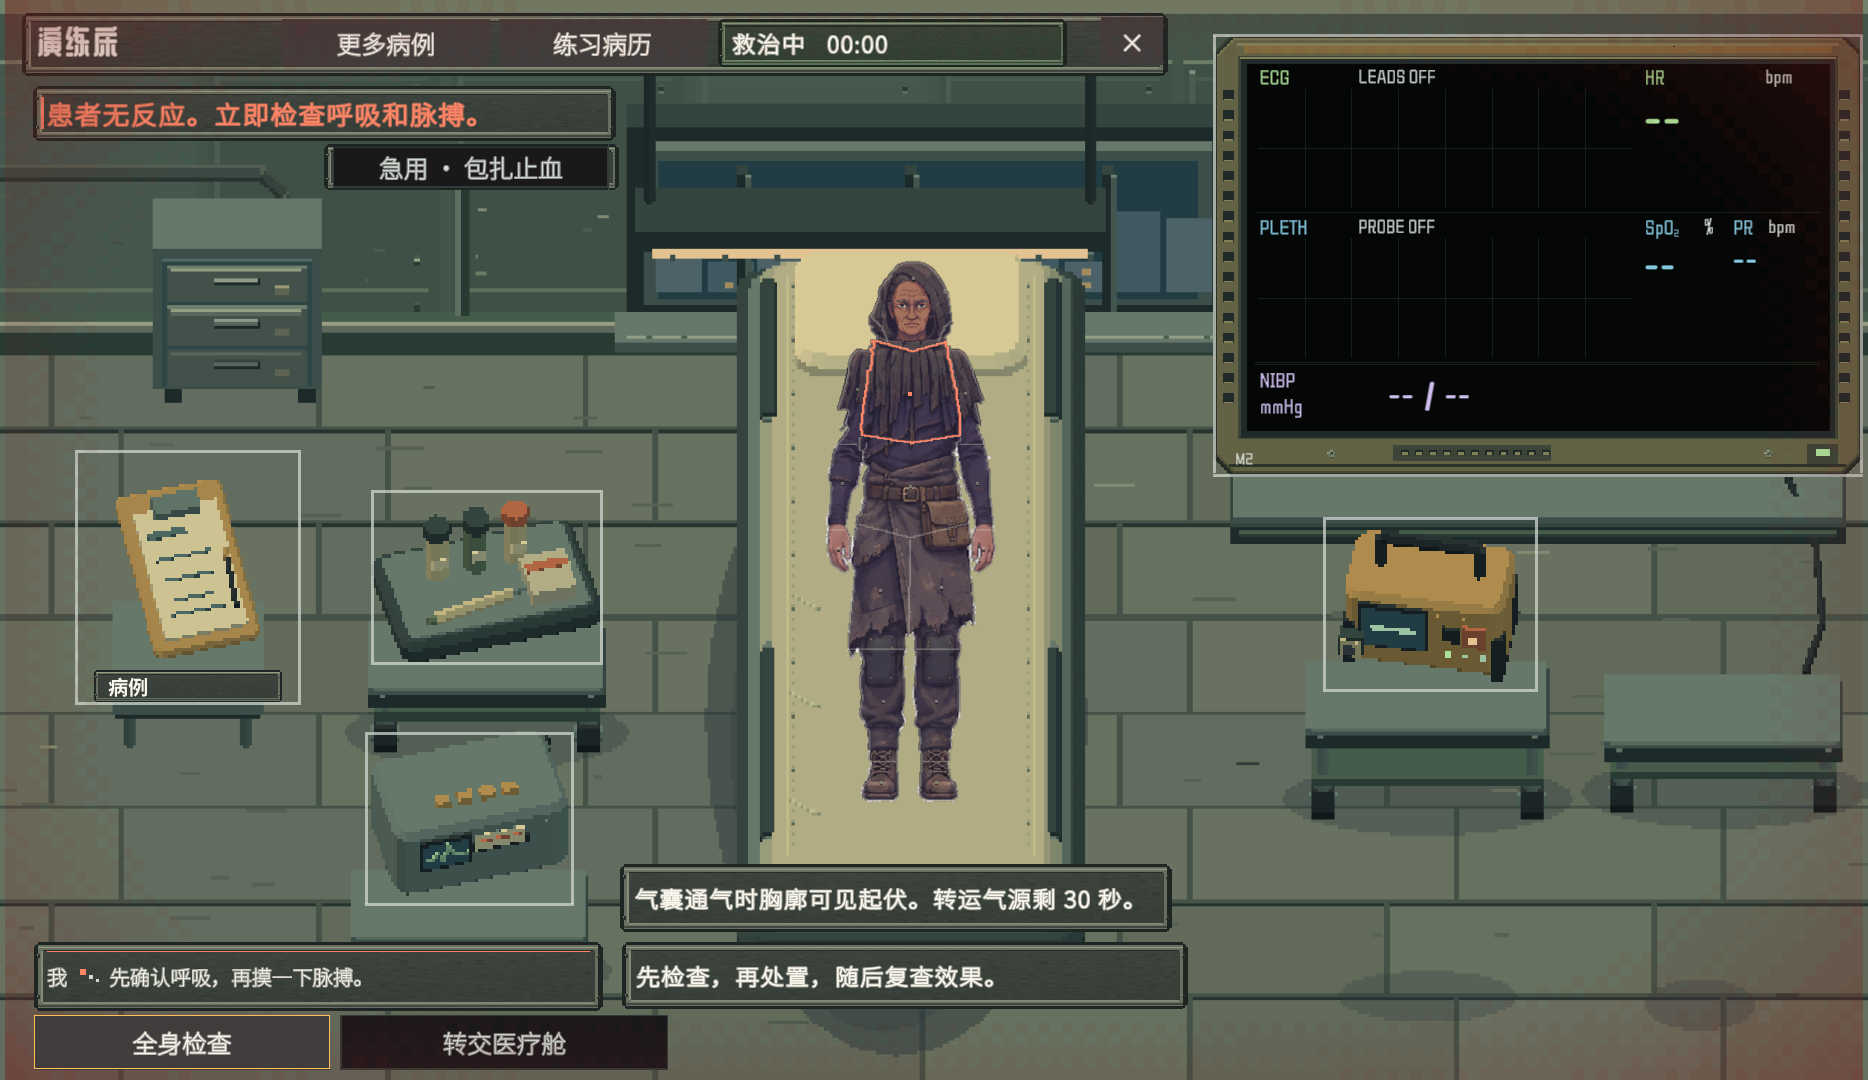 演练床
更多病例
练习病历
救治中 00:00
患者无反应。立即检查呼吸和脉搏。
急用 · 包扎止血
ECG
LEADS OFF
HR
bpm
--
PLETH
PROBE OFF
SpO₂
%
PR
bpm
--
--
NIBP
mmHg
-- / --
M2
病例
气囊通气时胸廓可见起伏。转运气源剩 30 秒。
我
先确认呼吸，再摸一下脉搏。
先检查，再处置，随后复查效果。
全身检查
转交医疗舱